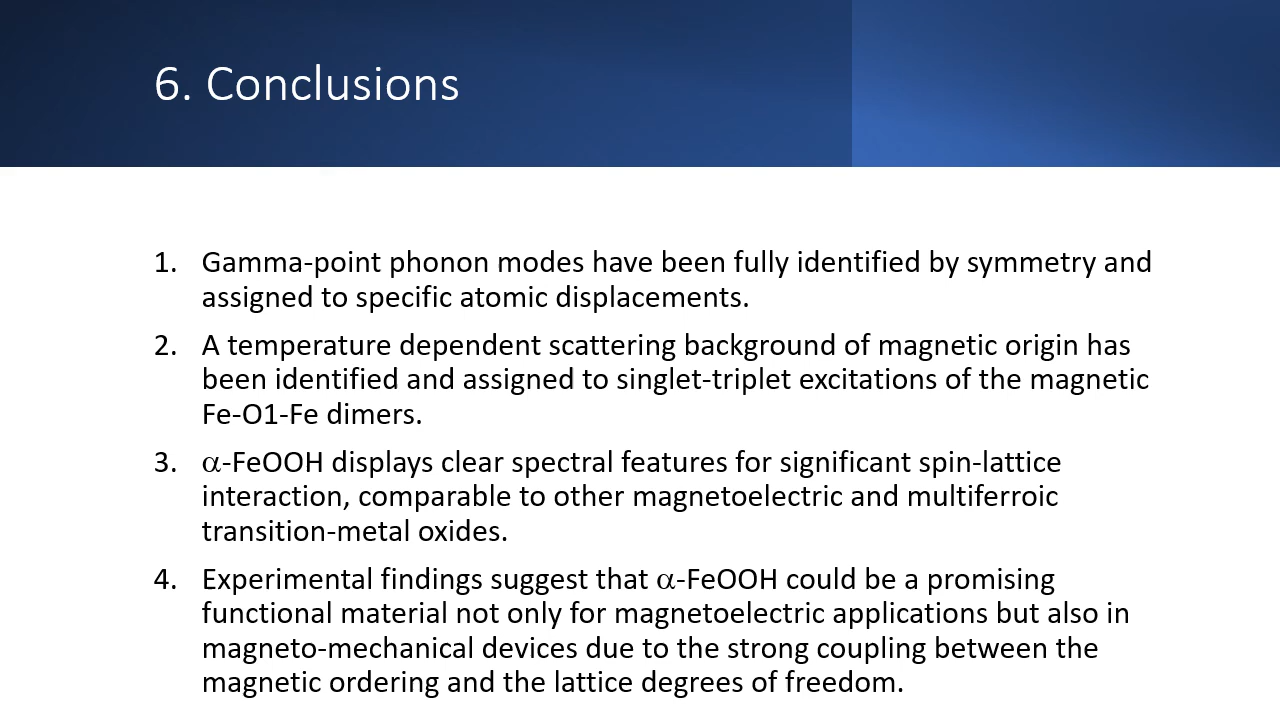 6. Conclusions
1. Gamma-point phonon modes have been fully identified by symmetry and
assigned to specific atomic displacements.
2. A temperature dependent scattering background of magnetic origin has
been identified and assigned to singlet-triplet excitations of the magnetic
Fe-O1-Fe dimers.
3. α-FeOOH displays clear spectral features for significant spin-lattice
interaction, comparable to other magnetoelectric and multiferroic
transition-metal oxides.
4. Experimental findings suggest that α-FeOOH could be a promising
functional material not only for magnetoelectric applications but also in
magneto-mechanical devices due to the strong coupling between the
magnetic ordering and the lattice degrees of freedom.